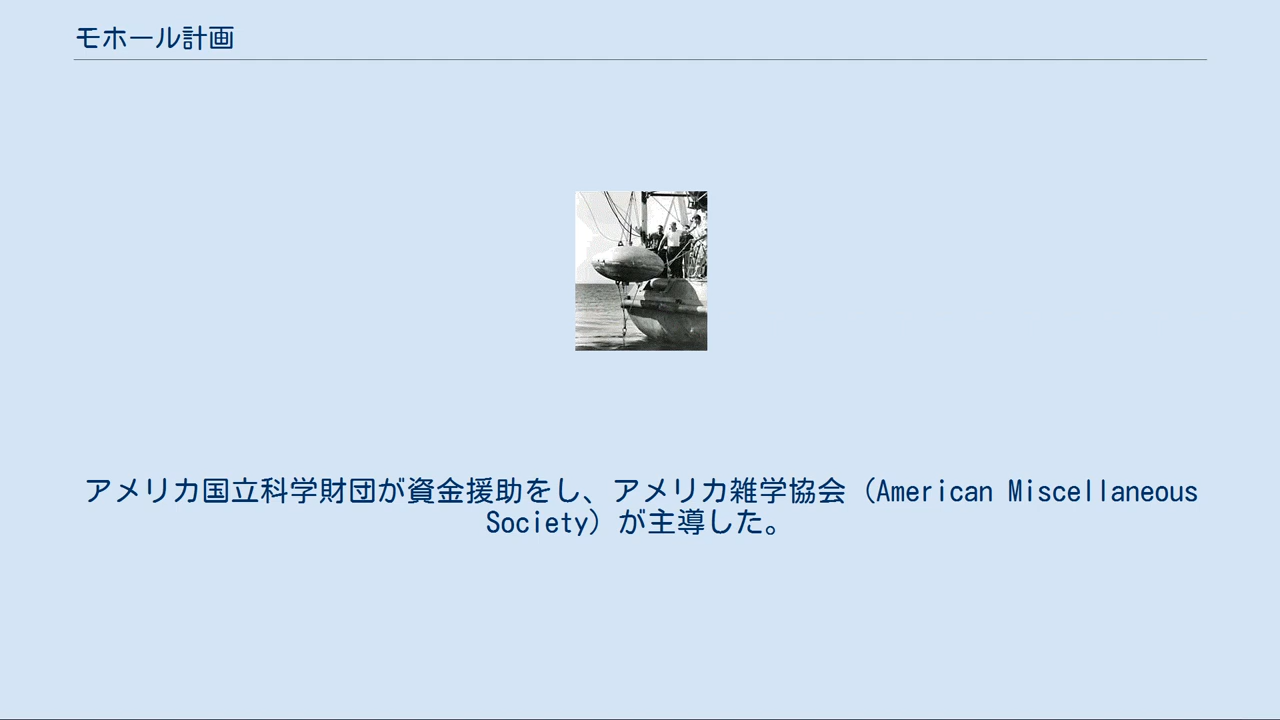 モホール計画
アメリカ国立科学財団が資金援助をし、アメリカ雑学協会（American Miscellaneous
Society）が主導した。